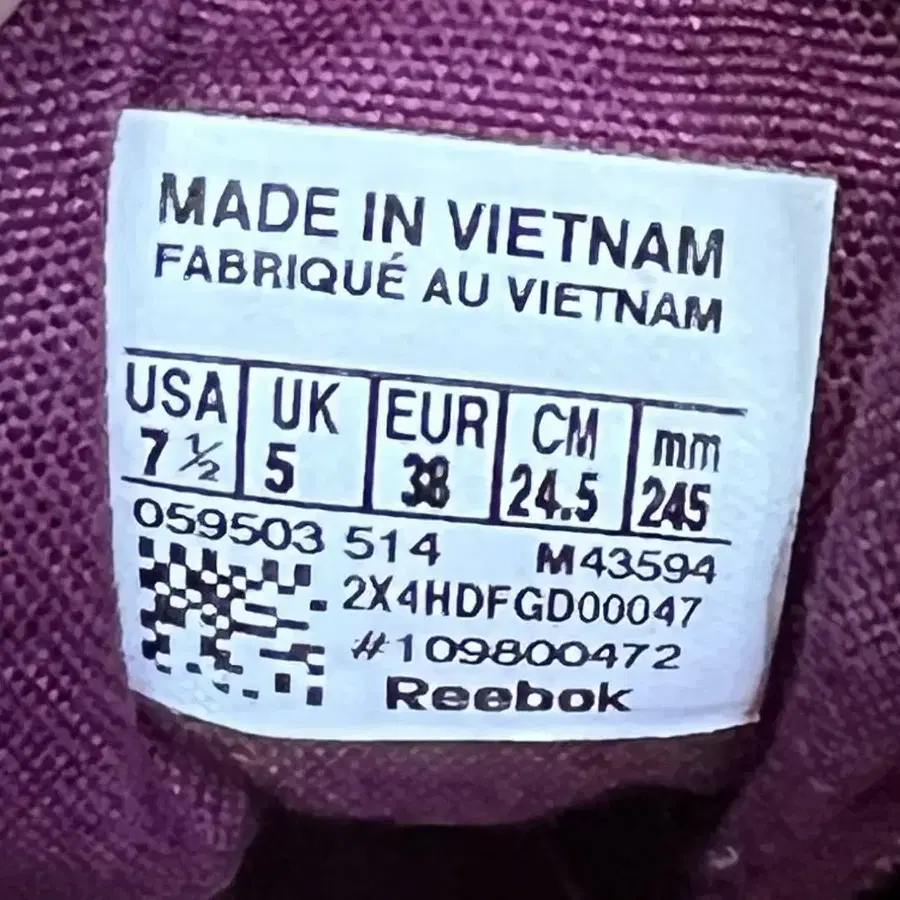 MADE IN VIETNAM
FABRIQUÉ AU VIETNAM
USA UK EUR CM mm
7 ½ 5 38 24.5 245
059503 514 M43594
2X4HDFGD00047
#109800472
Reebok